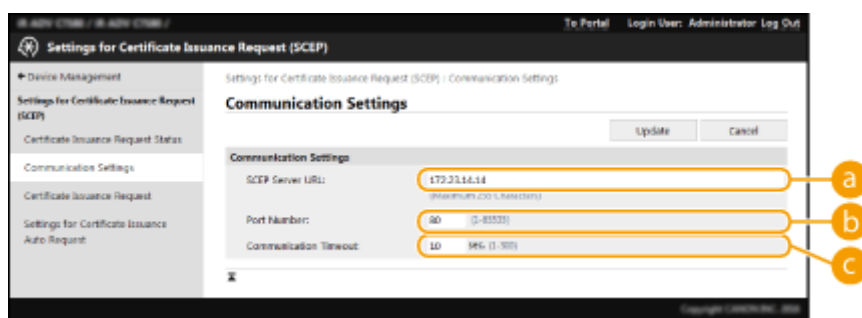 To Portal Login User: Administrator Log Out
Settings for Certificate Issuance Request (SCEP)
Device Management
Settings for Certificate Issuance Request (SCEP) : Communication Settings
Settings for Certificate Issuance Request
(SCEP)
Communication Settings
Certificate Issuance Request Status
Update Cancel
Communication Settings
Communication Settings
SCEP Server URL: 172.23.14.14 a
(Maximum 255 Characters)
Certificate Issuance Request
Port Number: 80 (1-65535) b
Settings for Certificate Issuance
Auto Request
Communication Timeout: 10 sec. (1-300) c
Copyright CANON INC.